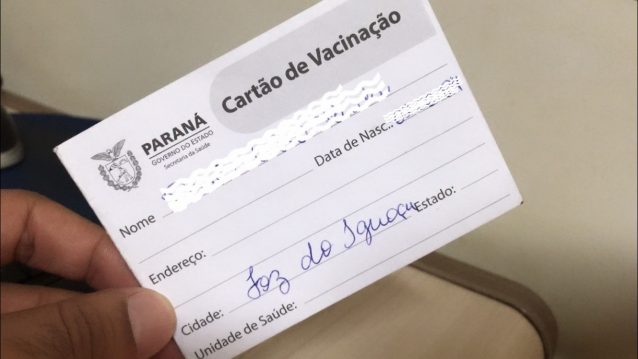 Cartão de Vacinação
PARANÁ
GOVERNO DO ESTADO
Secretaria da Saúde
Nome
Data de Nasc.:
Endereço:
Cidade: Foz do Iguaçu Estado:
Unidade de Saúde: